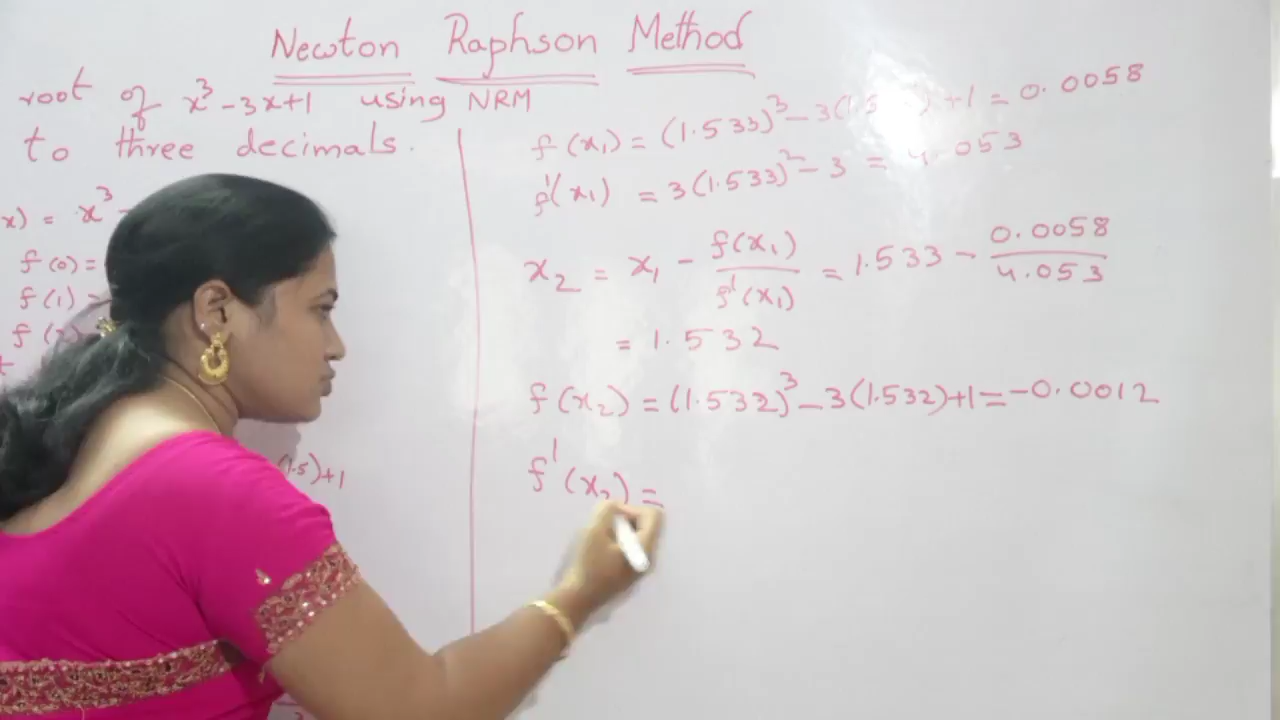 Newton Raphson Method
root of x³ - 3x + 1 using NRM
to three decimals.
x) = x³ -
f(0) =
f(1) =
(1.5) + 1
f(x₁) = (1.533)³ - 3(1.5 ) + 1 = 0.0058
f'(x₁) = 3(1.533)² - 3 = 4.053
x₂ = x₁ - f(x₁)/f'(x₁) = 1.533 - 0.0058/4.053
= 1.532
f(x₂) = (1.532)³ - 3(1.532) + 1 = -0.0012
f'(x₂) =